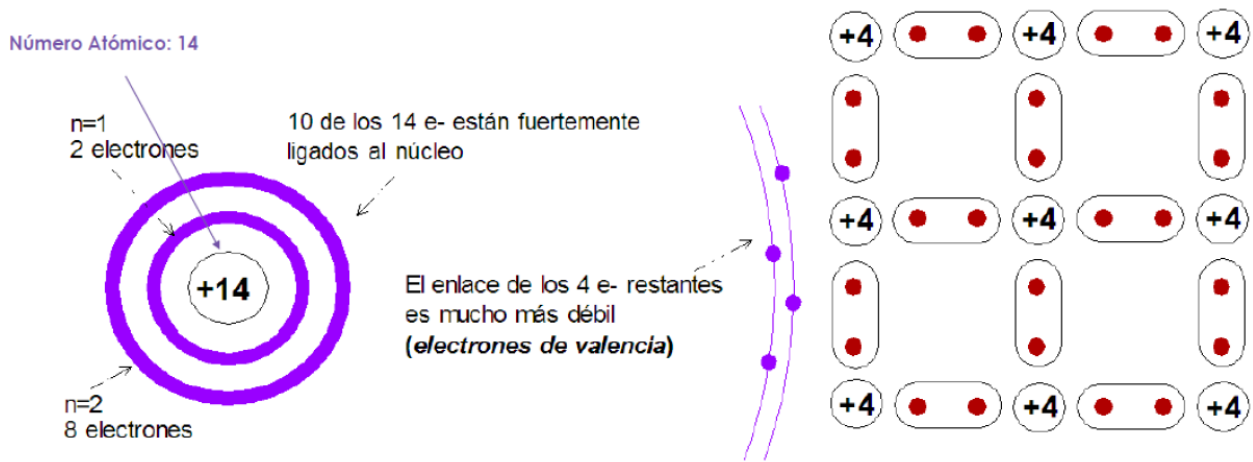 Número Atómico: 14
n=1
2 electrones
10 de los 14 e- están fuertemente
ligados al núcleo
+14
n=2
8 electrones
El enlace de los 4 e- restantes
es mucho más débil
(electrones de valencia)
+4 +4 +4
+4 +4 +4
+4 +4 +4